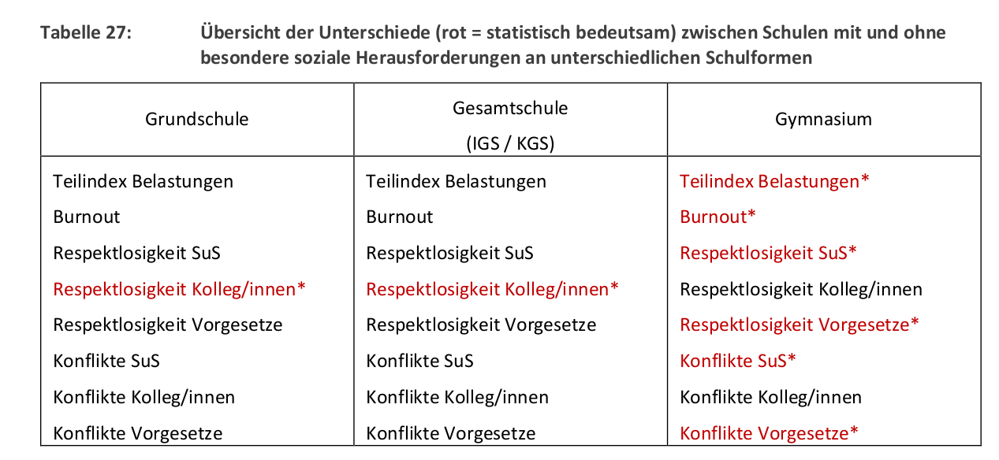 Tabelle 27: Übersicht der Unterschiede (rot = statistisch bedeutsam) zwischen Schulen mit und ohne
besondere soziale Herausforderungen an unterschiedlichen Schulformen
Grundschule
Gesamtschule
(IGS / KGS)
Gymnasium
Teilindex Belastungen
Burnout
Respektlosigkeit SuS
Respektlosigkeit Kolleg/innen*
Respektlosigkeit Vorgesetze
Konflikte SuS
Konflikte Kolleg/innen
Konflikte Vorgesetze
Teilindex Belastungen
Burnout
Respektlosigkeit SuS
Respektlosigkeit Kolleg/innen*
Respektlosigkeit Vorgesetze
Konflikte SuS
Konflikte Kolleg/innen
Konflikte Vorgesetze
Teilindex Belastungen*
Burnout*
Respektlosigkeit SuS*
Respektlosigkeit Kolleg/innen
Respektlosigkeit Vorgesetze*
Konflikte SuS*
Konflikte Kolleg/innen
Konflikte Vorgesetze*